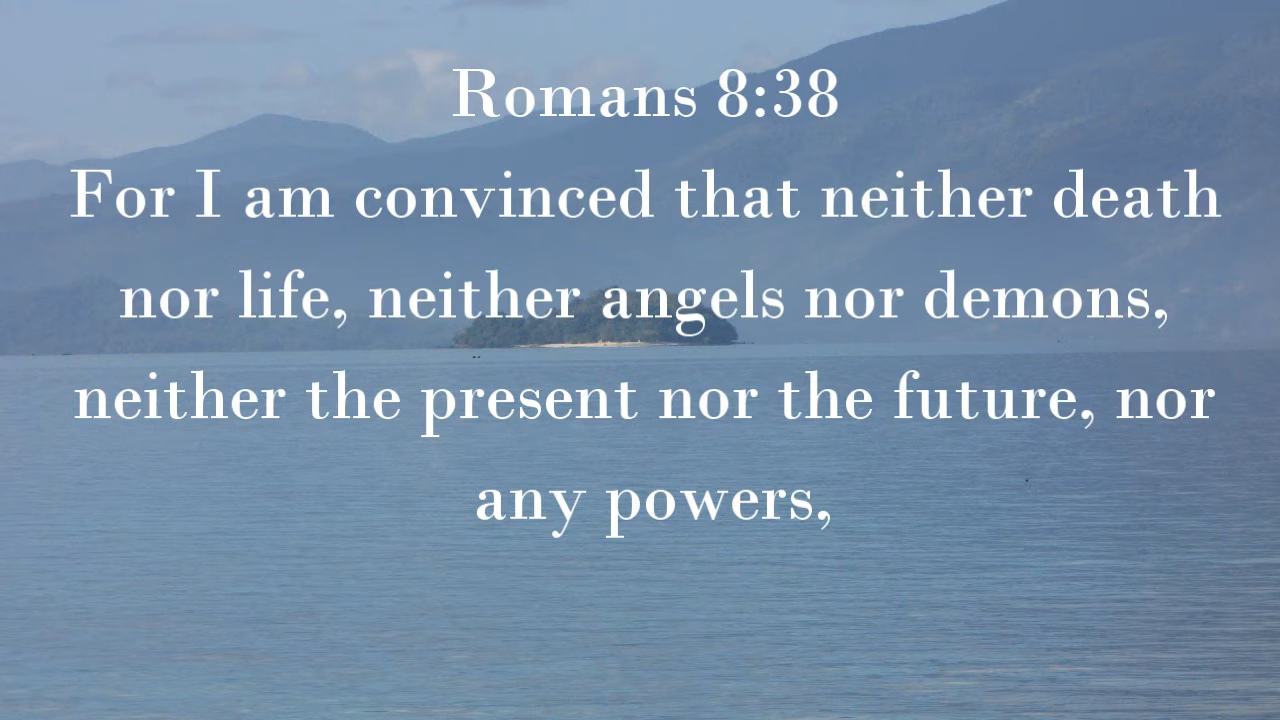 Romans 8:38
For I am convinced that neither death
nor life, neither angels nor demons,
neither the present nor the future, nor
any powers,